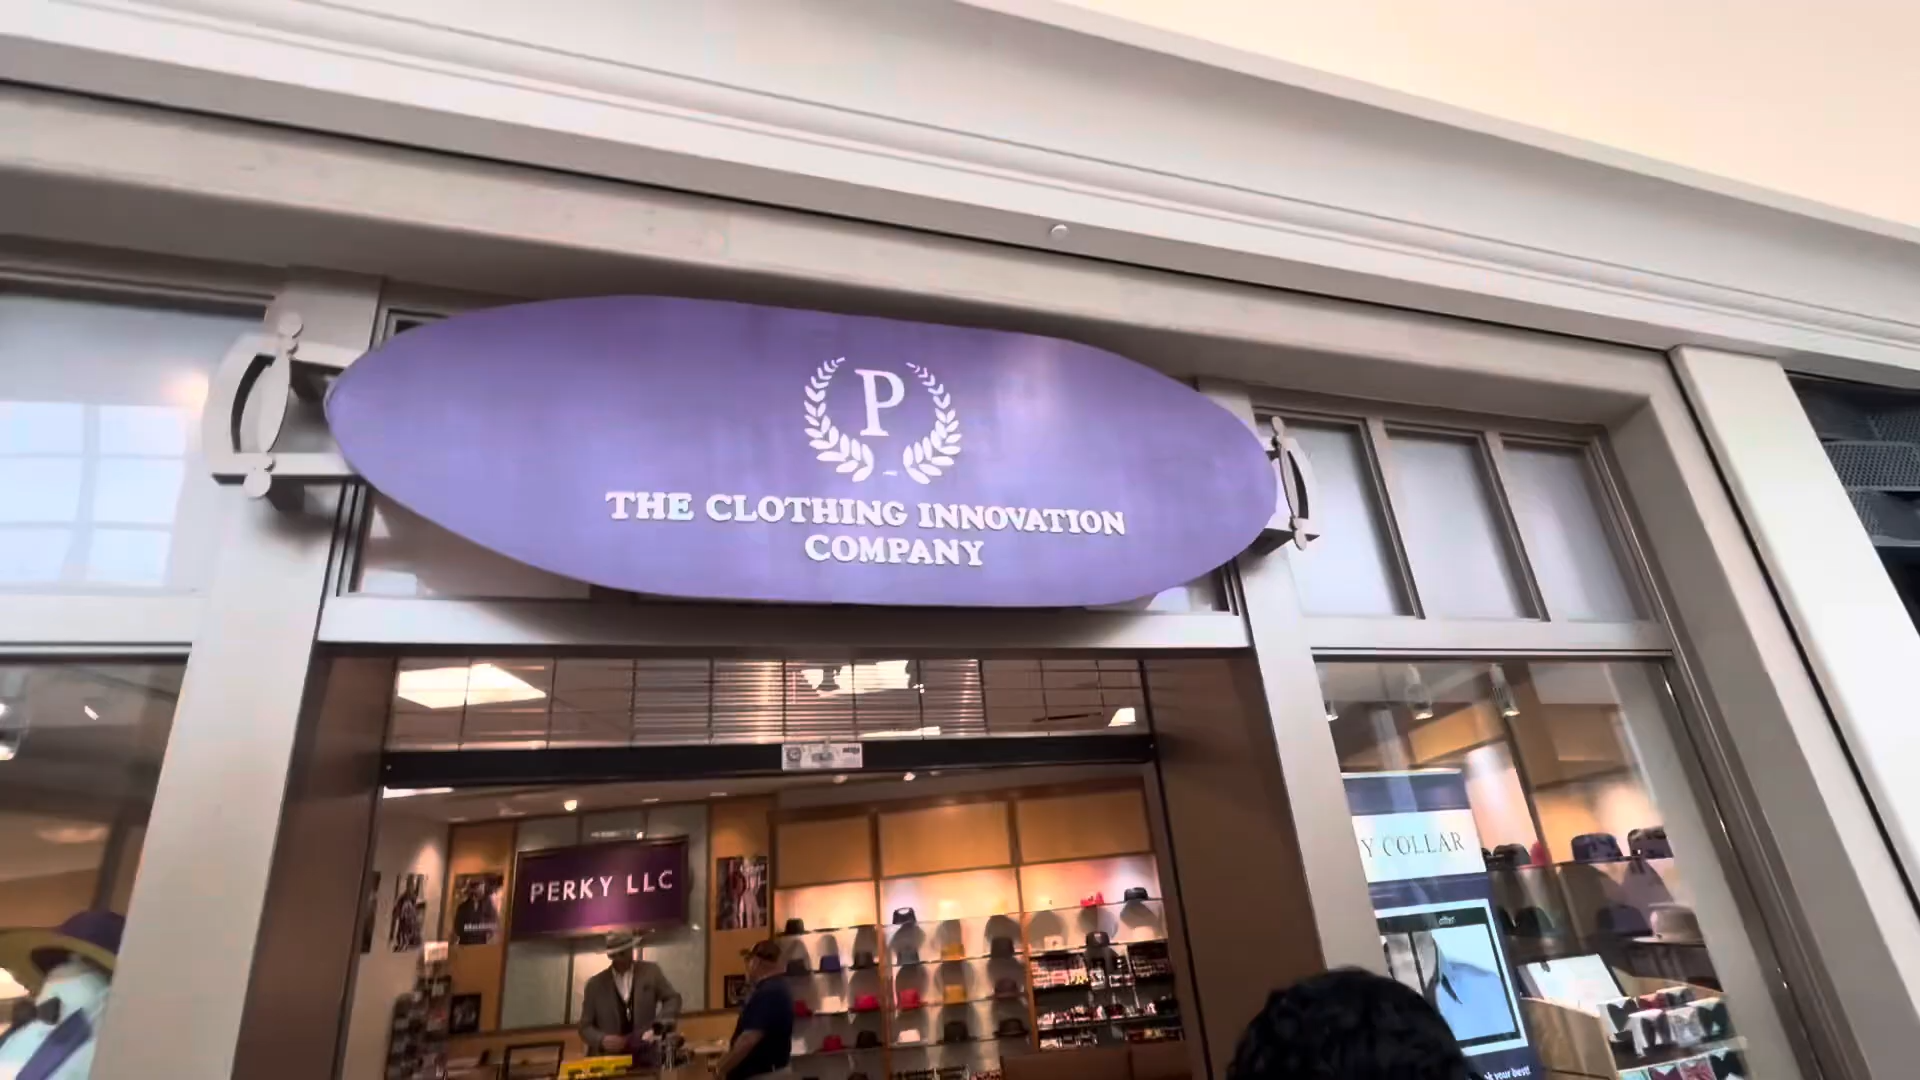 P
THE CLOTHING INNOVATION
COMPANY
PERKY LLC
Y COLLAR